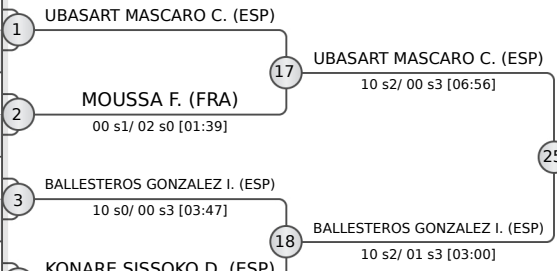 UBASART MASCARO C. (ESP)
1
UBASART MASCARO C. (ESP)
17
10 s2/ 00 s3 [06:56]
MOUSSA F. (FRA)
2
00 s1/ 02 s0 [01:39]
25
BALLESTEROS GONZALEZ I. (ESP)
3
10 s0/ 00 s3 [03:47]
BALLESTEROS GONZALEZ I. (ESP)
18
10 s2/ 01 s3 [03:00]
KONARE SISSOKO D. (ESP)